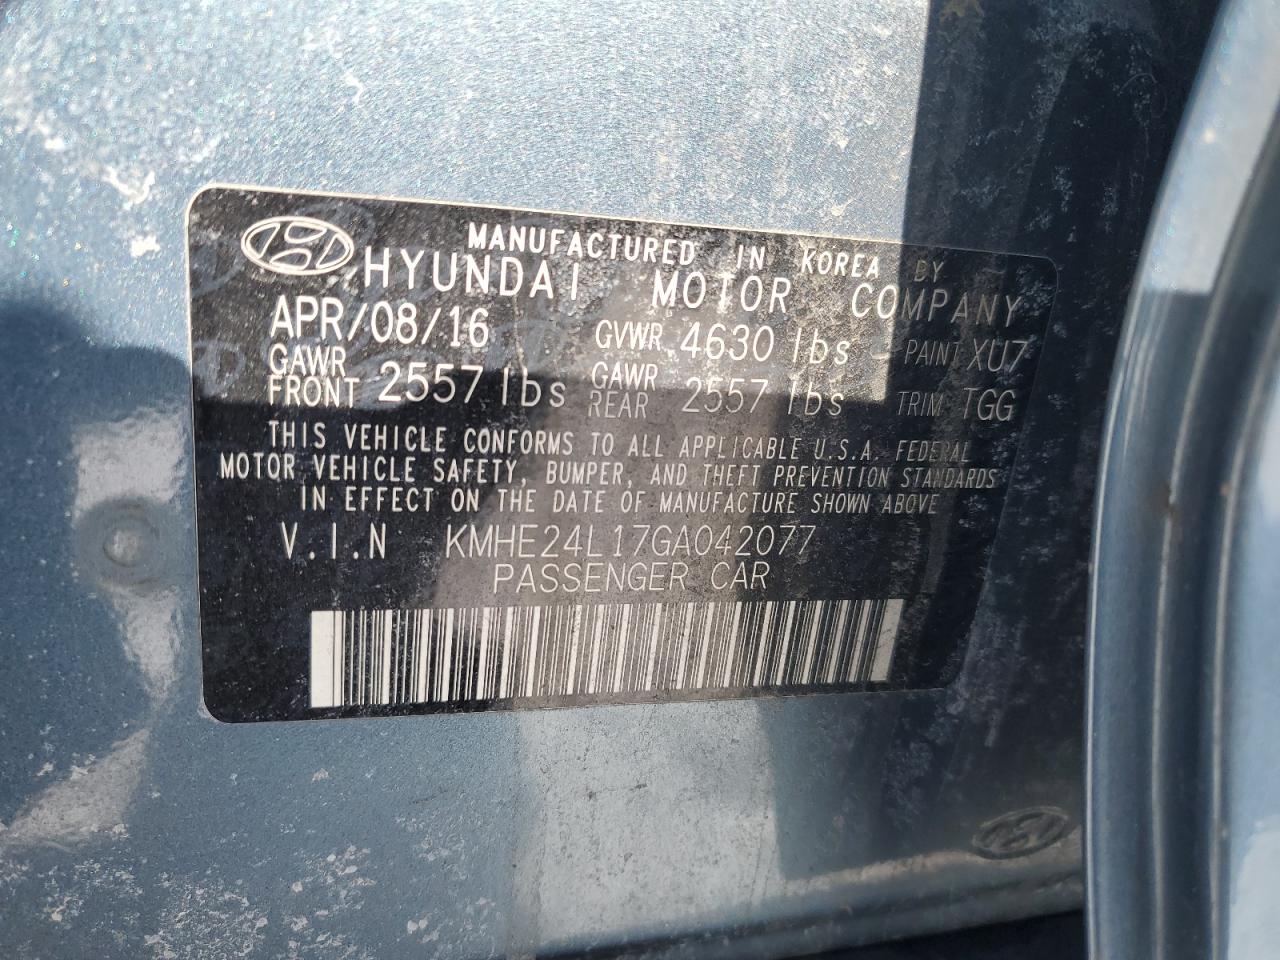 MANUFACTURED IN KOREA BY
HYUNDAI MOTOR COMPANY
APR/08/16 GVWR 4630 lbs PAINT XU7
GAWR FRONT 2557 lbs GAWR REAR 2557 lbs TRIM TGG
THIS VEHICLE CONFORMS TO ALL APPLICABLE U.S.A. FEDERAL
MOTOR VEHICLE SAFETY, BUMPER, AND THEFT PREVENTION STANDARDS
IN EFFECT ON THE DATE OF MANUFACTURE SHOWN ABOVE
V.I.N KMHE24L17GA042077
PASSENGER CAR